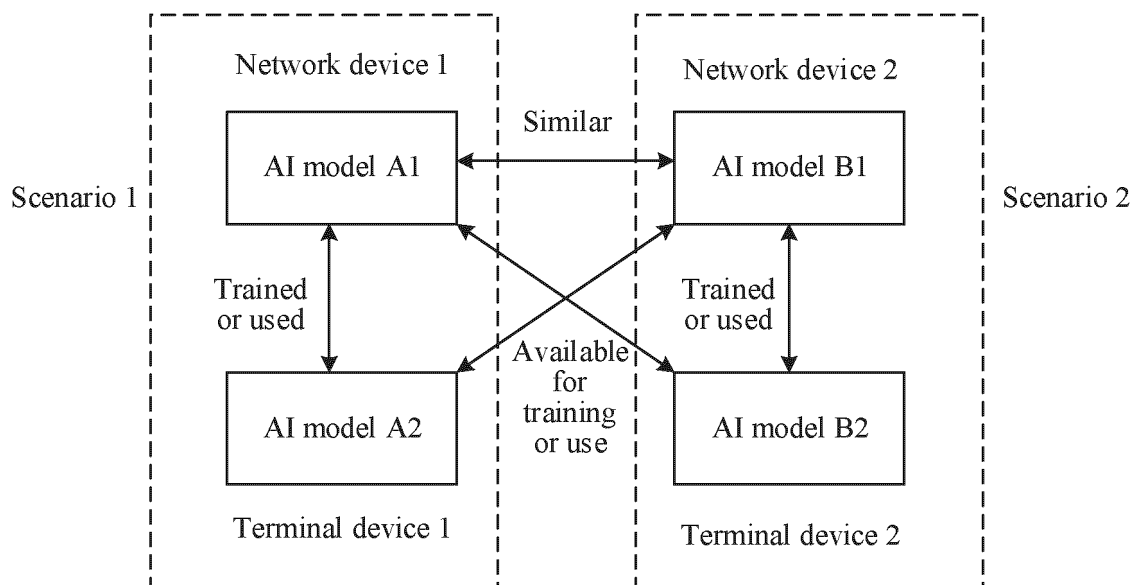 Network device 1
Network device 2
Similar
AI model A1
AI model B1
Scenario 1
Scenario 2
Trained
or used
Trained
or used
Available
for
training
or use
AI model A2
AI model B2
Terminal device 1
Terminal device 2